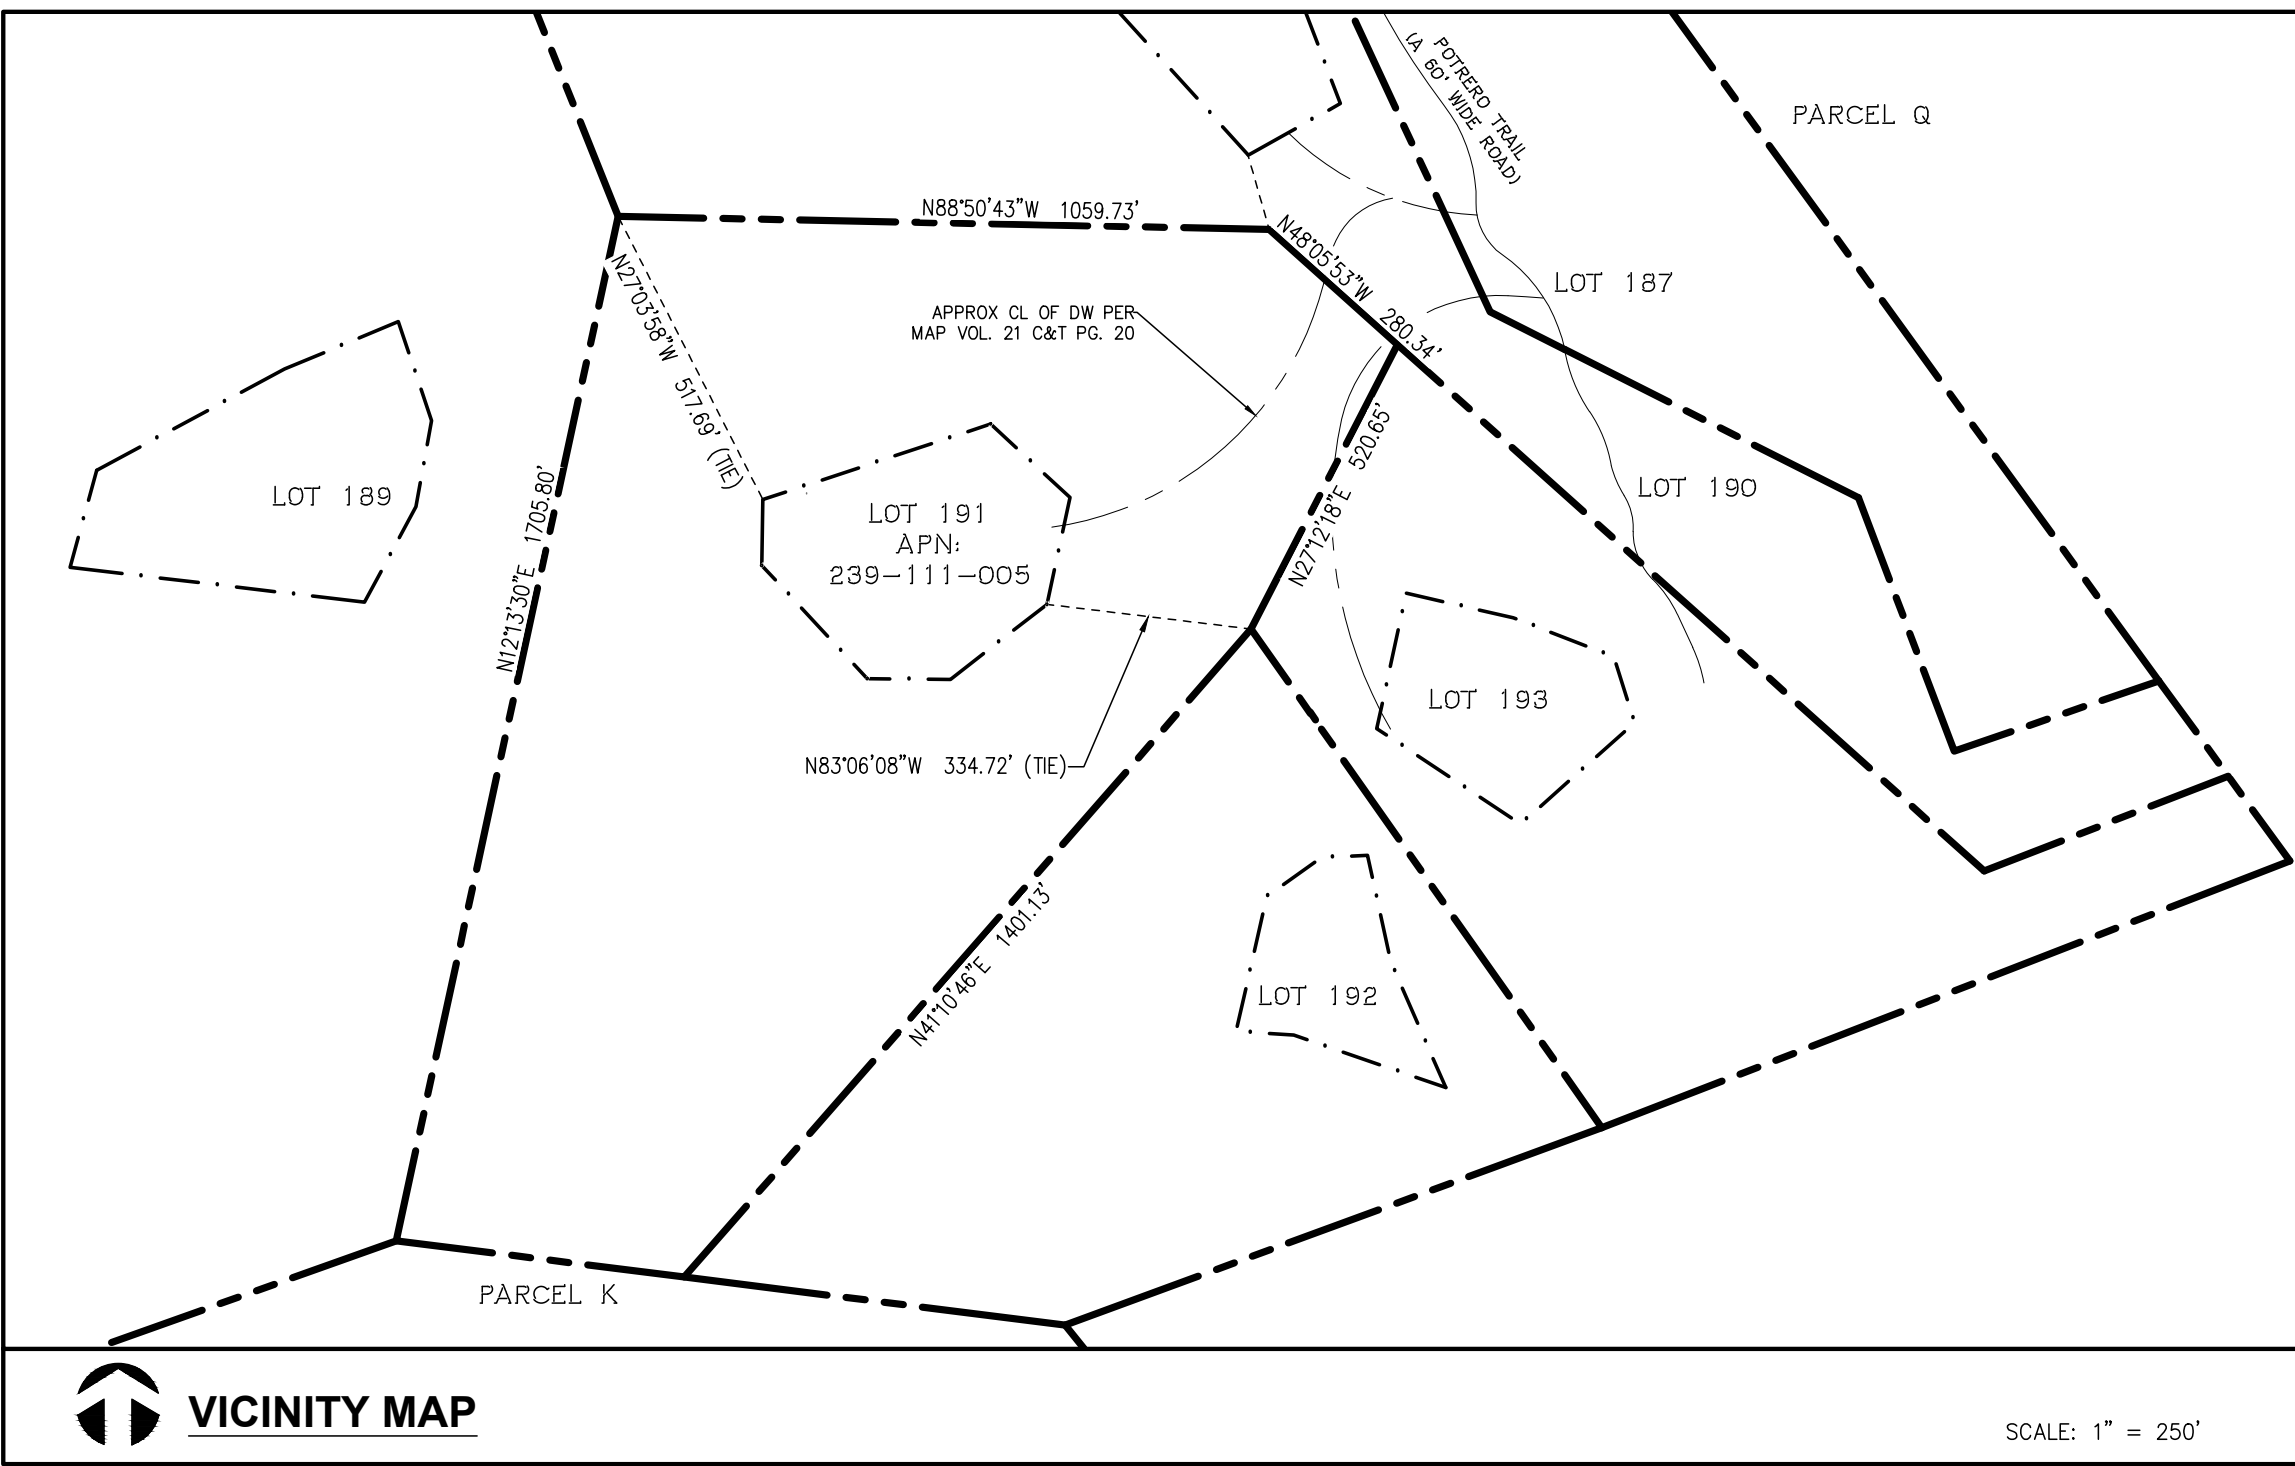 POTRERO TRAIL
(A 60' WIDE ROAD)
PARCEL Q
N88°50'43"W 1059.73'
N48°05'53"W 280.34'
LOT 187
N27°03'58"W 517.69' (TIE)
APPROX CL OF DW PER
MAP VOL. 21 C&T PG. 20
N27°12'18"E 520.65'
LOT 190
LOT 189
N12°13'30"E 1705.80'
LOT 191
APN:
239-111-005
LOT 193
N83°06'08"W 334.72' (TIE)
N41°10'46"E 1401.13'
LOT 192
PARCEL K
VICINITY MAP
SCALE: 1" = 250'